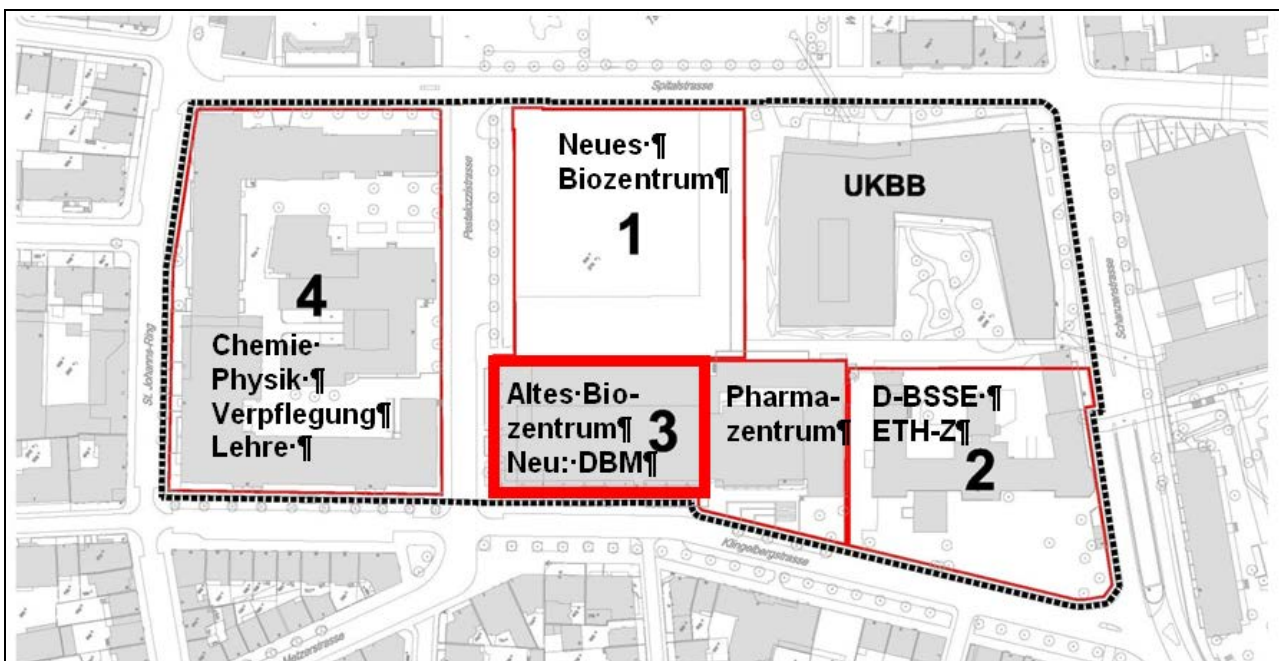 Spitalstrasse
Neues·¶
Biozentrum¶
1
UKBB
Pestalozzistrasse
Schanzenstrasse
St. Johanns-Ring
4
Chemie·
Physik·¶
Verpflegung¶
Lehre·¶
Altes·Bio-
zentrum¶
Neu:·DBM¶
3
Pharma-
zentrum¶
D-BSSE·¶
ETH-Z¶
2
Klingelbergstrasse
Metzerstrasse